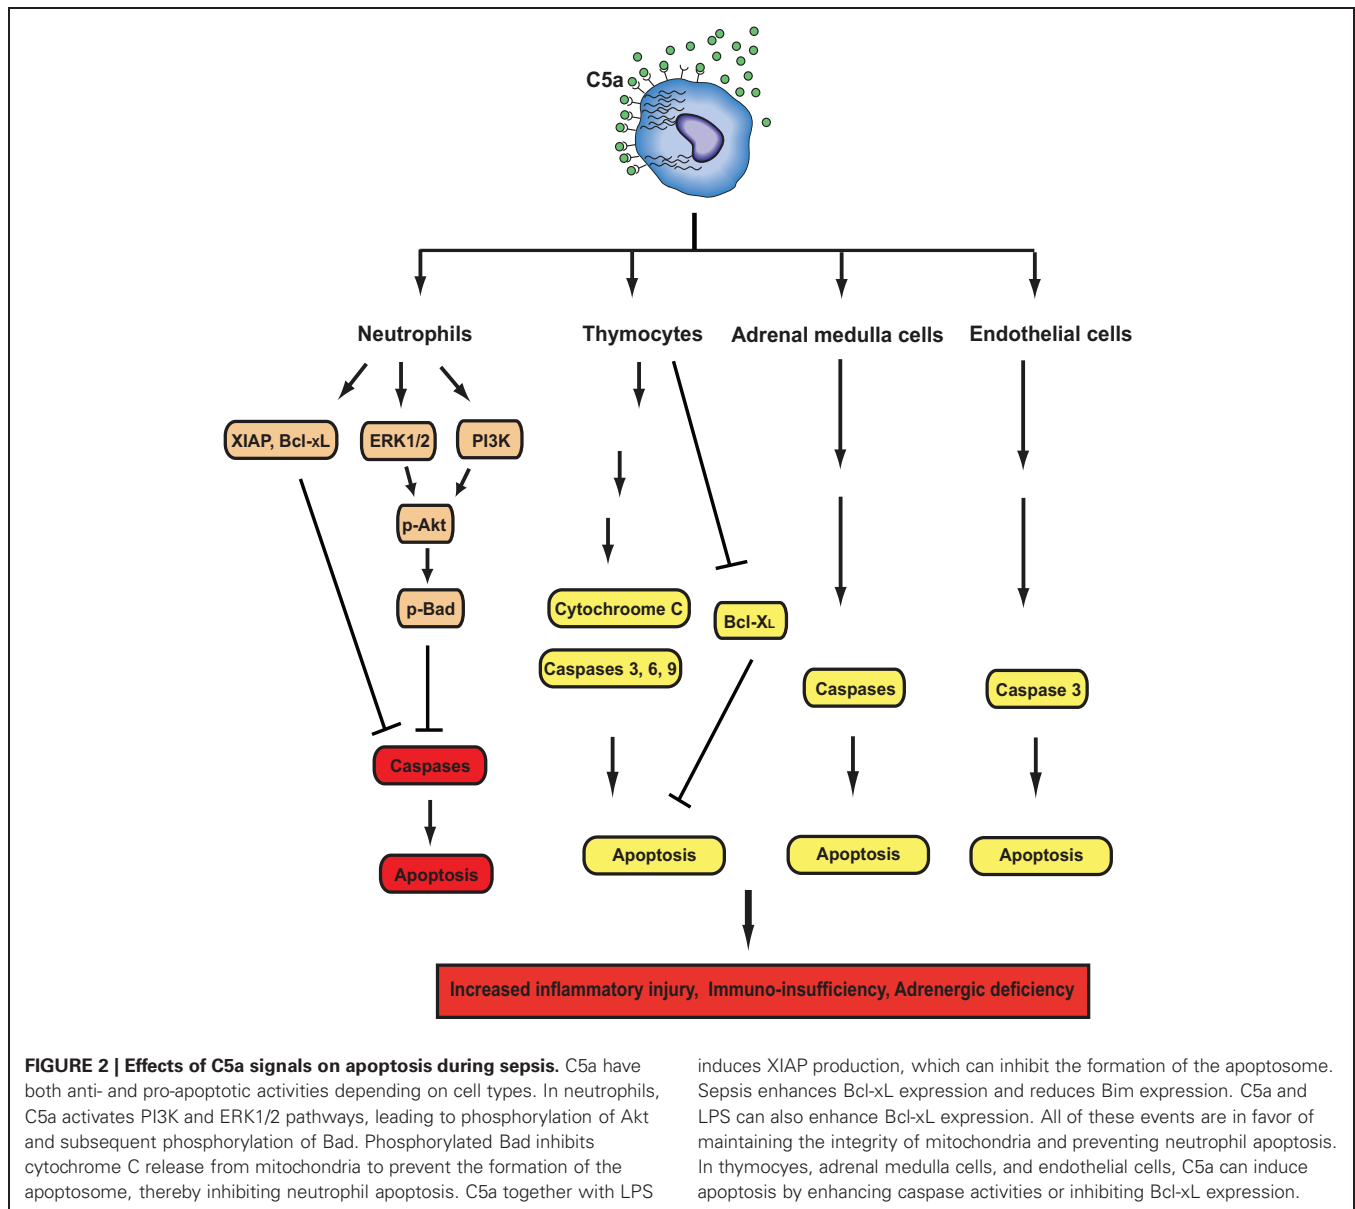 C5a
Neutrophils
Thymocytes
Adrenal medulla cells
Endothelial cells
XIAP, Bcl-xL
ERK1/2
PI3K
p-Akt
p-Bad
Cytochroome C
Bcl-XL
Caspases 3, 6, 9
Caspases
Caspase 3
Caspases
Apoptosis
Apoptosis
Apoptosis
Apoptosis
Increased inflammatory injury, Immuno-insufficiency, Adrenergic deficiency
FIGURE 2 | Effects of C5a signals on apoptosis during sepsis. C5a have
both anti- and pro-apoptotic activities depending on cell types. In neutrophils,
C5a activates PI3K and ERK1/2 pathways, leading to phosphorylation of Akt
and subsequent phosphorylation of Bad. Phosphorylated Bad inhibits
cytochrome C release from mitochondria to prevent the formation of the
apoptosome, thereby inhibiting neutrophil apoptosis. C5a together with LPS
induces XIAP production, which can inhibit the formation of the apoptosome.
Sepsis enhances Bcl-xL expression and reduces Bim expression. C5a and
LPS can also enhance Bcl-xL expression. All of these events are in favor of
maintaining the integrity of mitochondria and preventing neutrophil apoptosis.
In thymocyes, adrenal medulla cells, and endothelial cells, C5a can induce
apoptosis by enhancing caspase activities or inhibiting Bcl-xL expression.